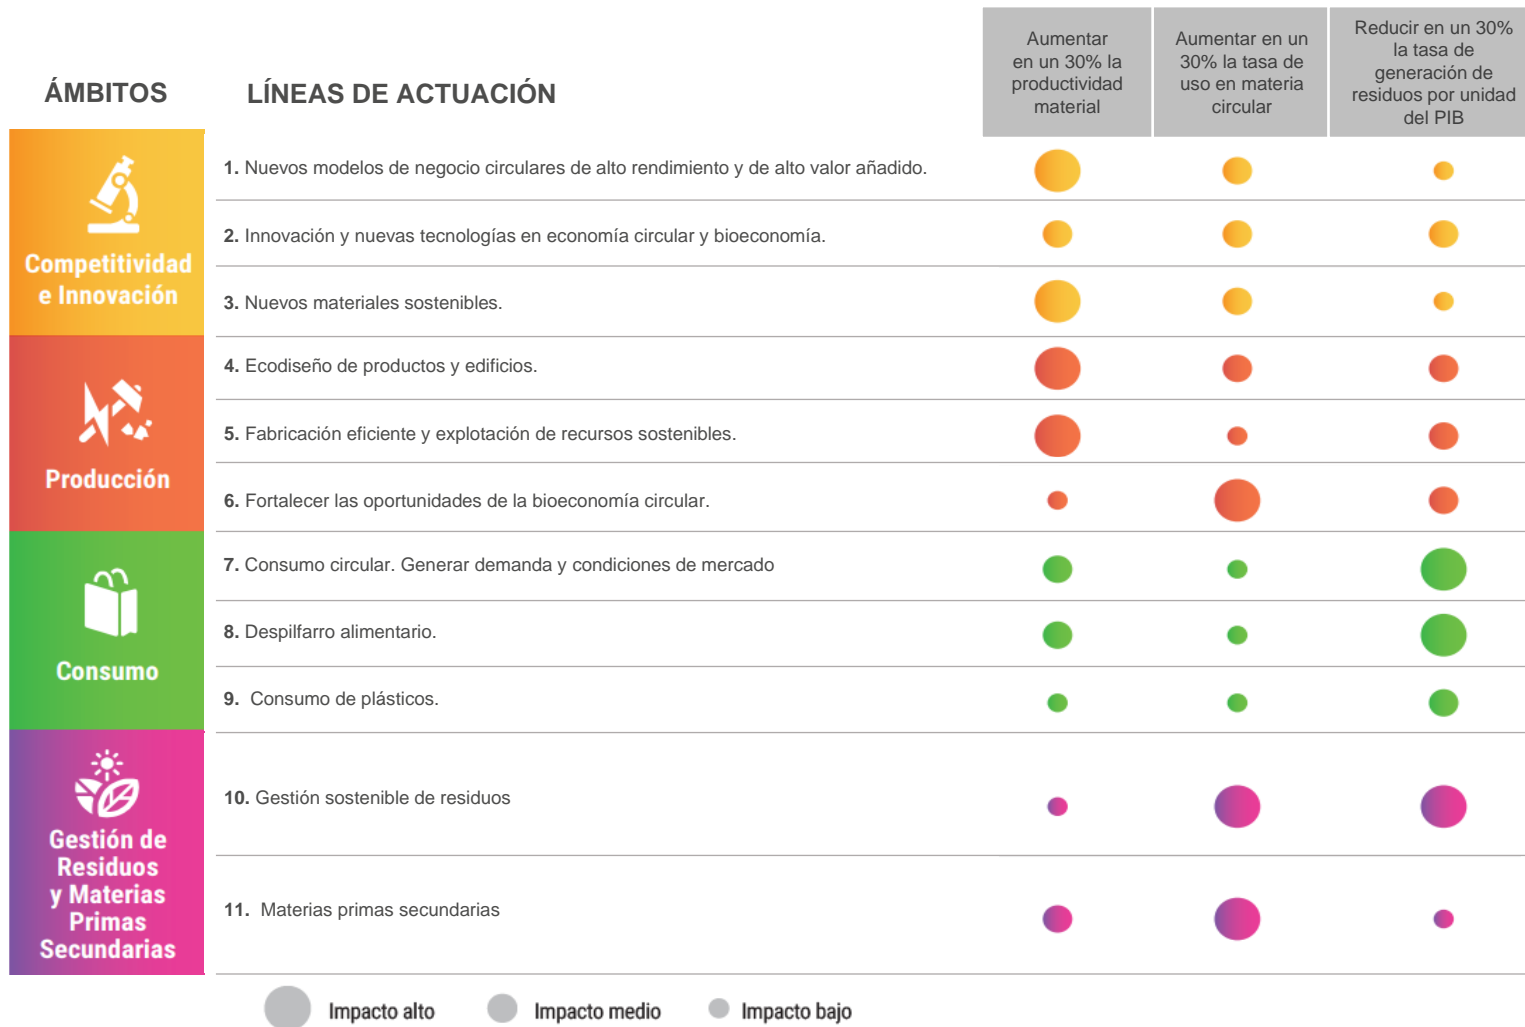 ÁMBITOS
LÍNEAS DE ACTUACIÓN
Aumentar
en un 30% la
productividad
material
Aumentar en un
30% la tasa de
uso en materia
circular
Reducir en un 30%
la tasa de
generación de
residuos por unidad
del PIB
Competitividad
e Innovación
1. Nuevos modelos de negocio circulares de alto rendimiento y de alto valor añadido.
2. Innovación y nuevas tecnologías en economía circular y bioeconomía.
3. Nuevos materiales sostenibles.
Producción
4. Ecodiseño de productos y edificios.
5. Fabricación eficiente y explotación de recursos sostenibles.
6. Fortalecer las oportunidades de la bioeconomía circular.
Consumo
7. Consumo circular. Generar demanda y condiciones de mercado
8. Despilfarro alimentario.
9. Consumo de plásticos.
Gestión de
Residuos
y Materias
Primas
Secundarias
10. Gestión sostenible de residuos
11. Materias primas secundarias
Impacto alto
Impacto medio
Impacto bajo